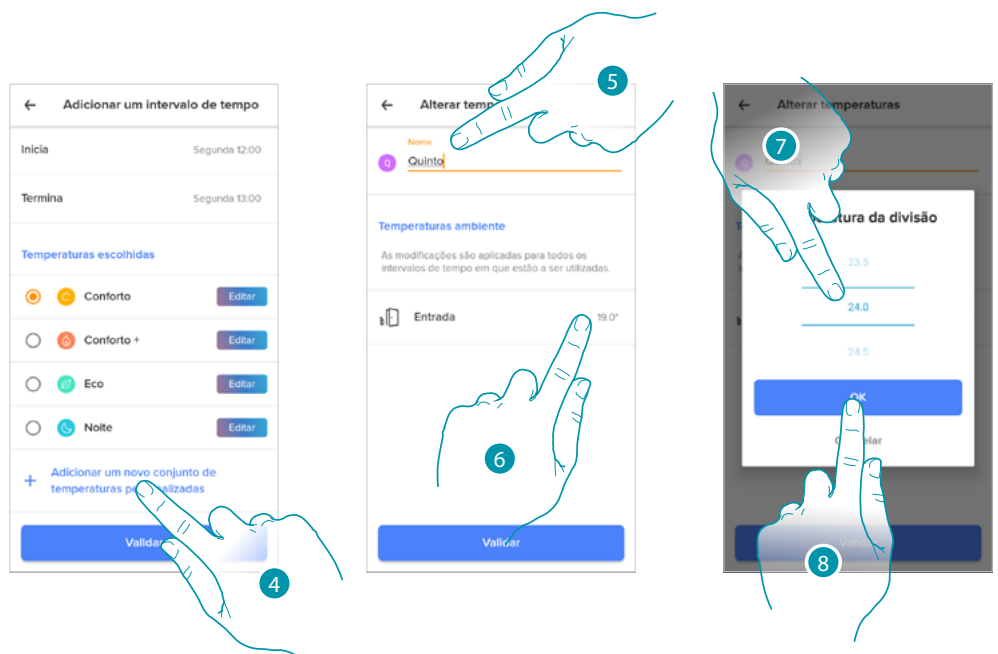 Adicionar um intervalo de tempo
Inicia
Segunda 12:00
Termina
Segunda 13:00
Temperaturas escolhidas
Conforto
Editar
Conforto +
Editar
Eco
Editar
Noite
Editar
Adicionar um novo conjunto de
temperaturas
Validar
4
Alterar
Nome
Q
Quinto
Temperaturas ambiente
As modificações são aplicadas para todos os
intervalos de tempo em que estão a ser utilizadas.
Entrada
19.0°
Validar
5
6
Alterar temperaturas
da divisão
23.5
24.0
24.5
OK
7
8